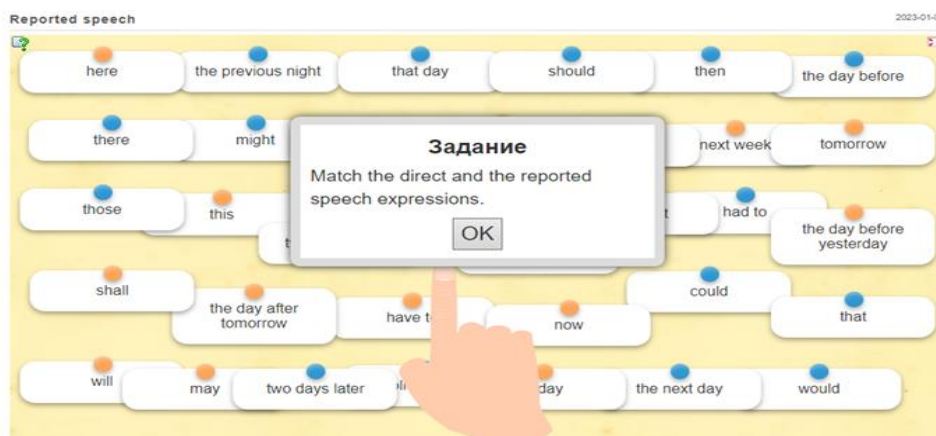 Reported speech
2023-01-
here
the previous night
that day
should
then
the day before
there
might
next week
tomorrow
Задание
Match the direct and the reported
speech expressions.
OK
those
this
had to
the day before
yesterday
shall
the day after
tomorrow
have
now
could
that
will
may
two days later
day
the next day
would